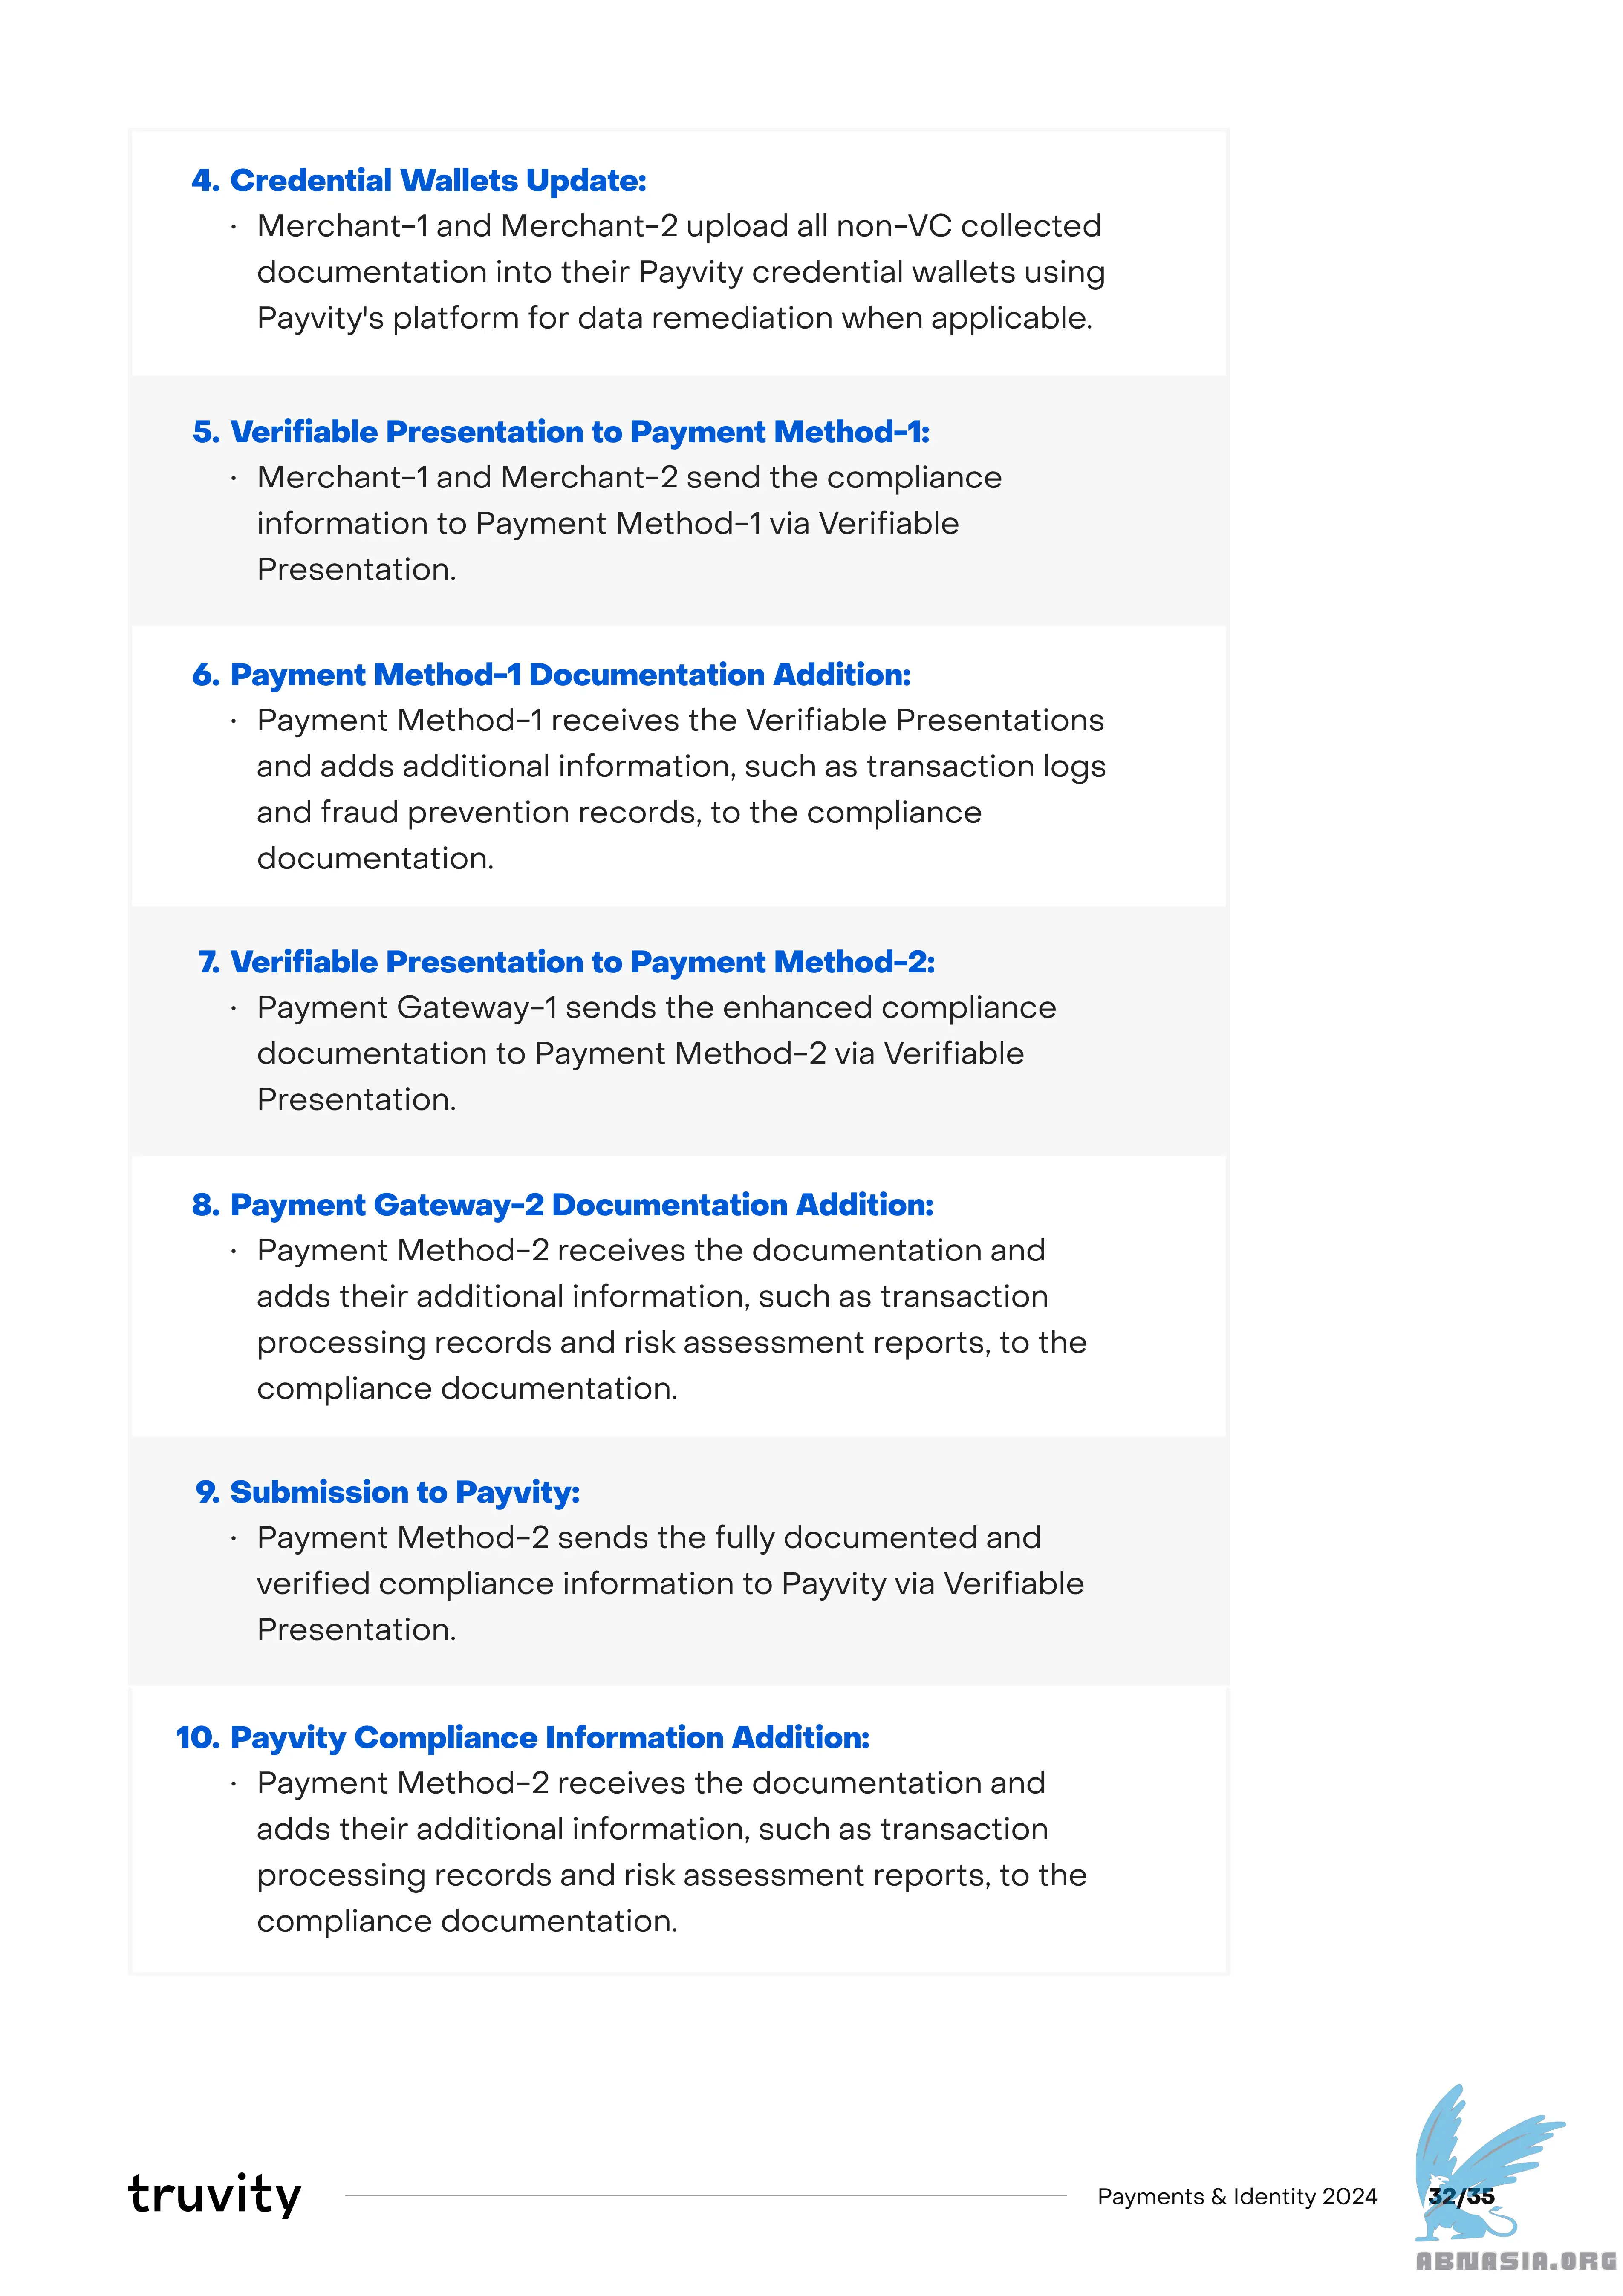 4. Credential Wallets Update:
· Merchant-1 and Merchant-2 upload all non-VC collected
documentation into their Payvity credential wallets using
Payvity's platform for data remediation when applicable.
5. Verifiable Presentation to Payment Method-1:
· Merchant-1 and Merchant-2 send the compliance
information to Payment Method-1 via Verifiable
Presentation.
6. Payment Method-1 Documentation Addition:
· Payment Method-1 receives the Verifiable Presentations
and adds additional information, such as transaction logs
and fraud prevention records, to the compliance
documentation.
7. Verifiable Presentation to Payment Method-2:
· Payment Gateway-1 sends the enhanced compliance
documentation to Payment Method-2 via Verifiable
Presentation.
8. Payment Gateway-2 Documentation Addition:
· Payment Method-2 receives the documentation and
adds their additional information, such as transaction
processing records and risk assessment reports, to the
compliance documentation.
9. Submission to Payvity:
· Payment Method-2 sends the fully documented and
verified compliance information to Payvity via Verifiable
Presentation.
10. Payvity Compliance Information Addition:
· Payment Method-2 receives the documentation and
adds their additional information, such as transaction
processing records and risk assessment reports, to the
compliance documentation.
truvity Payments & Identity 2024 32/35
ABNASIA.ORG